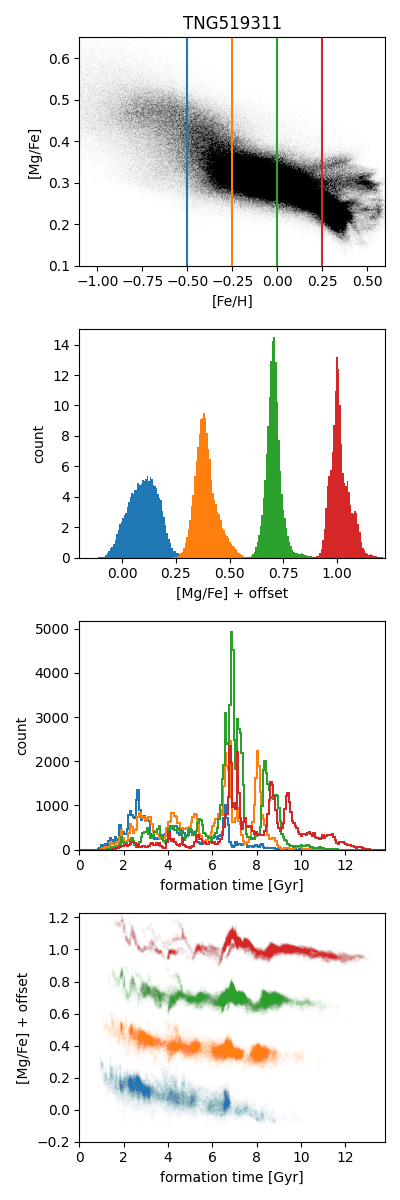 TNG519311
0.6
0.5
0.4
0.3
0.2
0.1
[Mg/Fe]
−1.00 −0.75 −0.50 −0.25 0.00 0.25 0.50
[Fe/H]
14
12
10
8
6
4
2
0
count
0.00 0.25 0.50 0.75 1.00
[Mg/Fe] + offset
5000
4000
3000
2000
1000
0
count
0 2 4 6 8 10 12
formation time [Gyr]
1.2
1.0
0.8
0.6
0.4
0.2
0.0
−0.2
[Mg/Fe] + offset
0 2 4 6 8 10 12
formation time [Gyr]